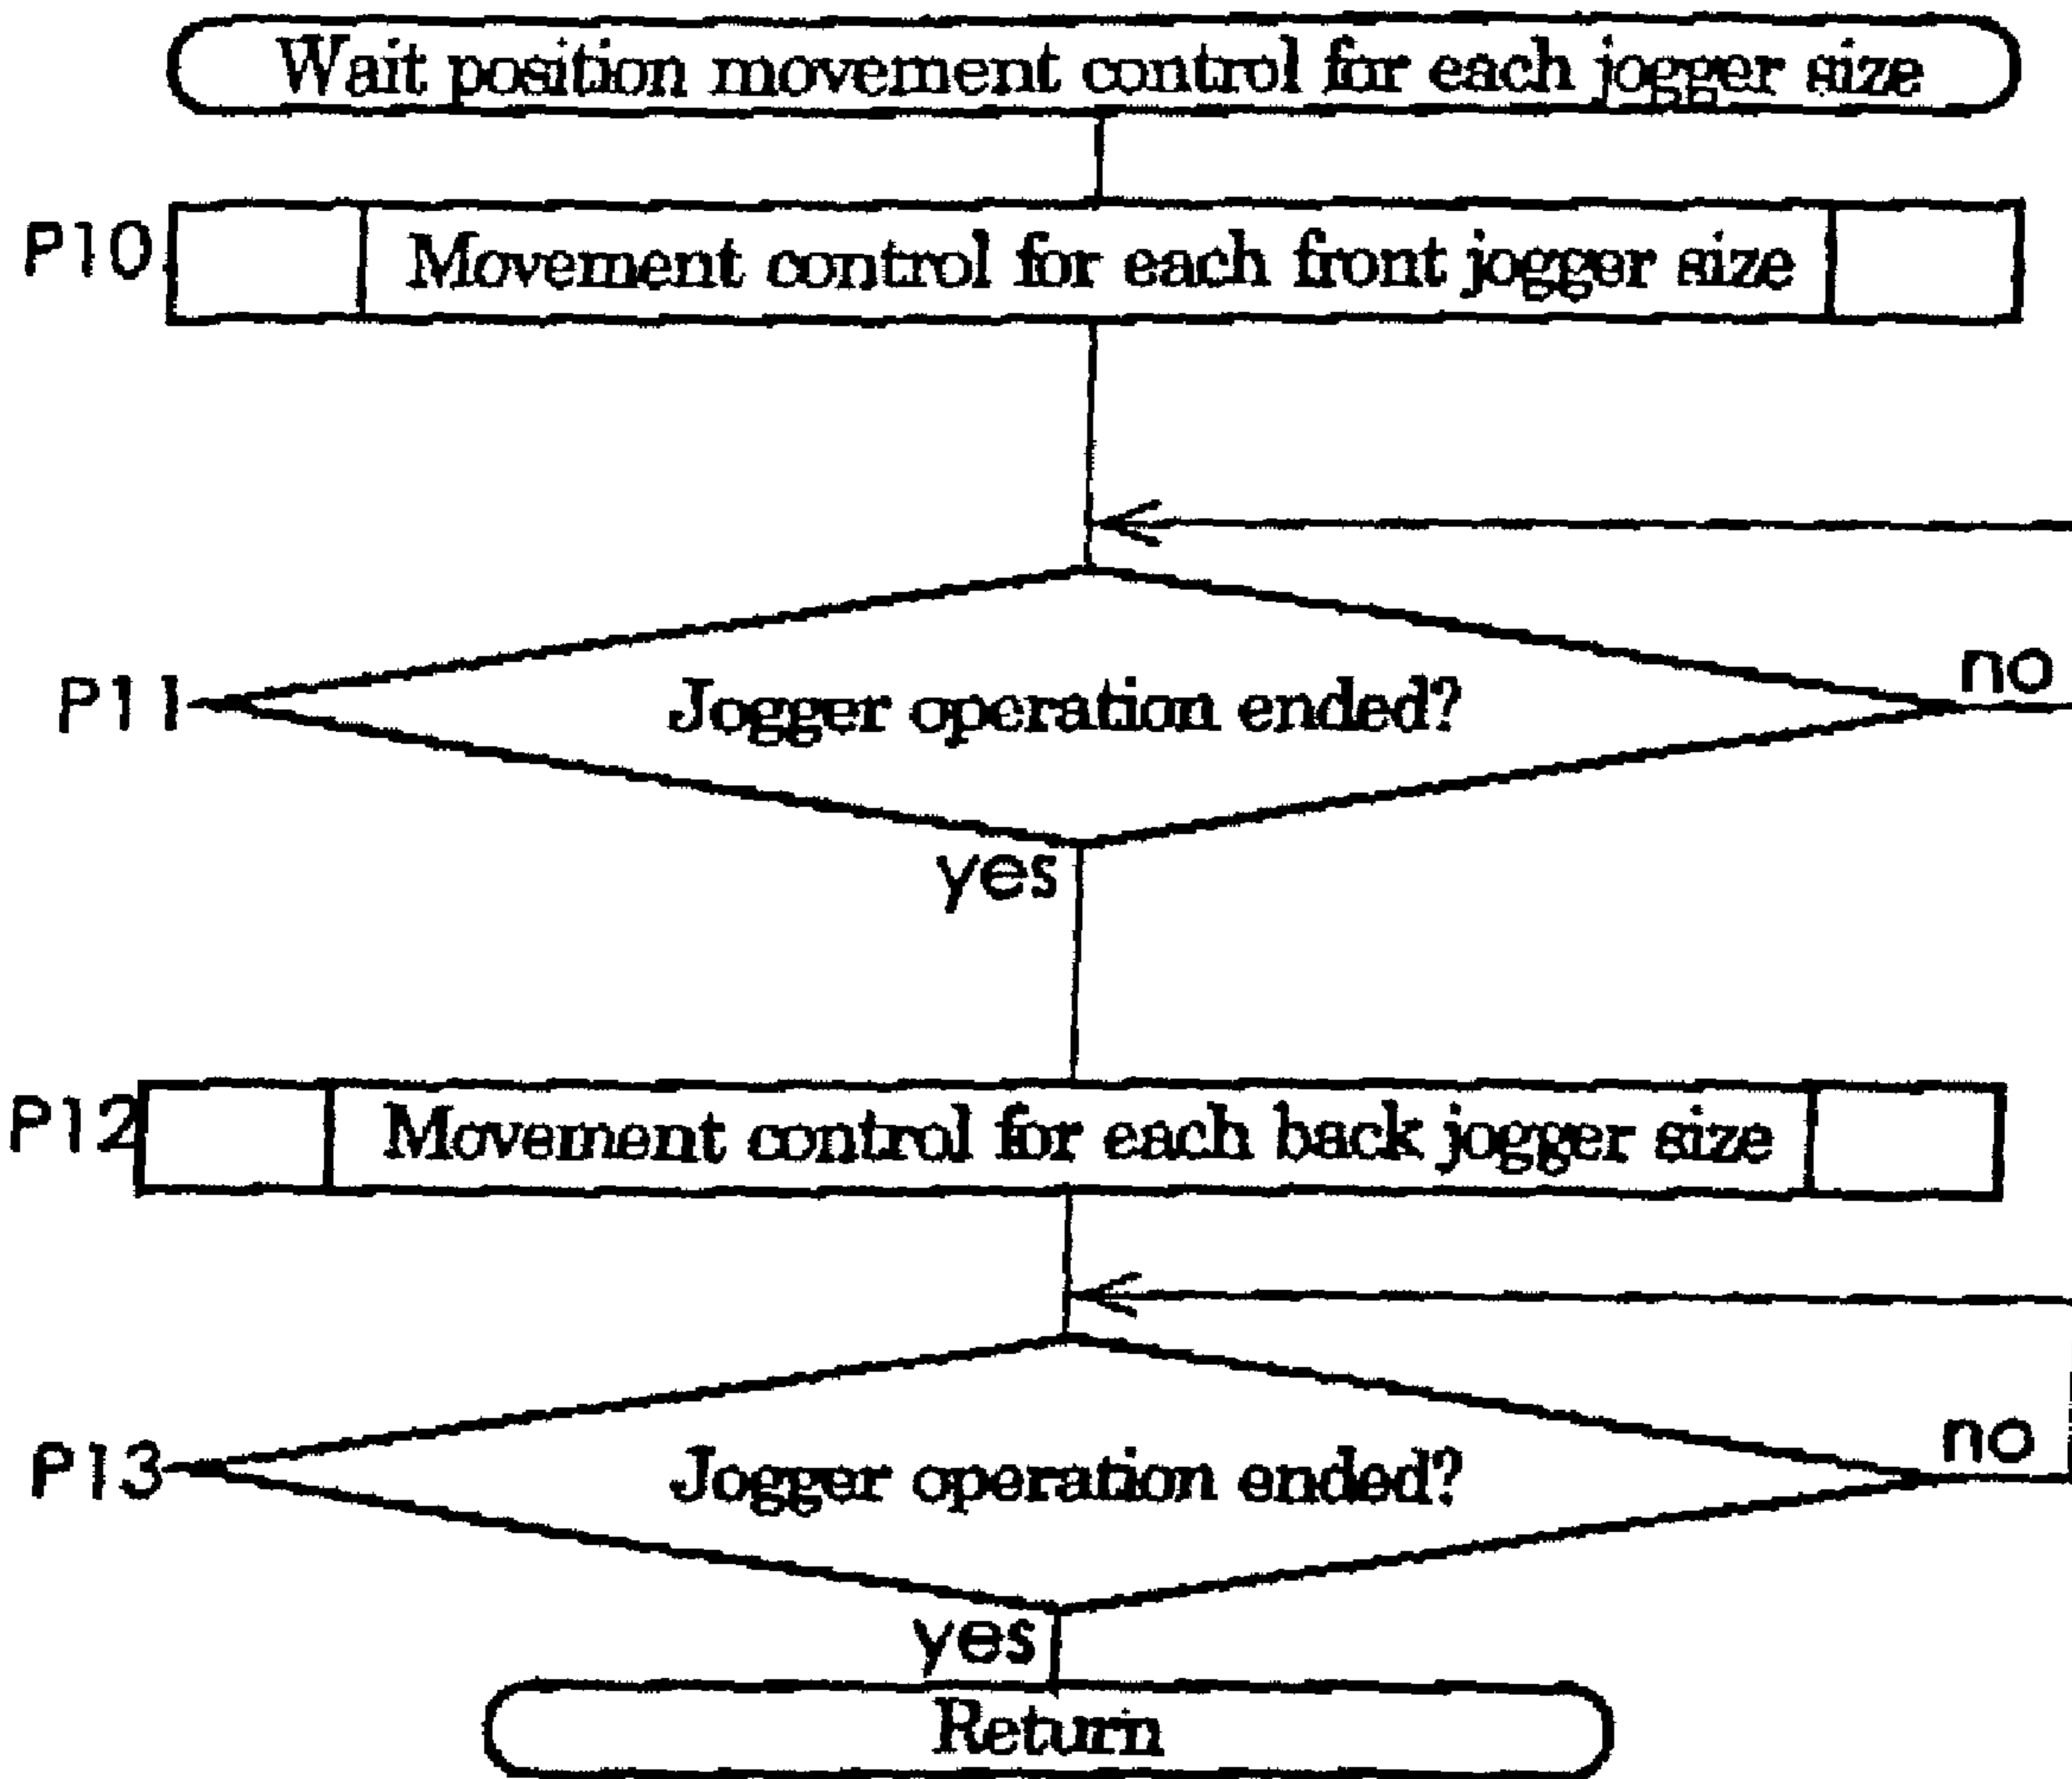 Wait position movement control for each jogger size
P10
Movement control for each front jogger size
P11
Jogger operation ended?
no
yes
P12
Movement control for each back jogger size
P13
Jogger operation ended?
no
yes
Return